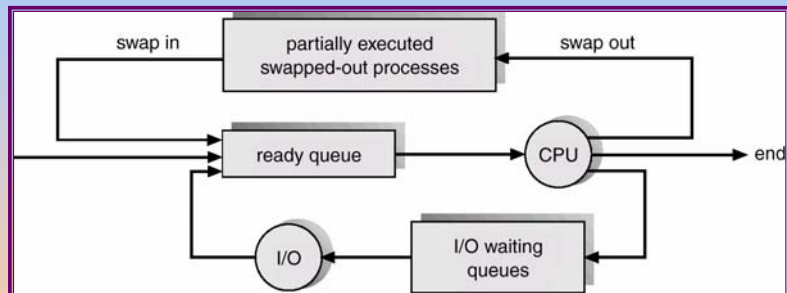 swap in
partially executed
swapped-out processes
swap out
ready queue
CPU
end
I/O
I/O waiting
queues